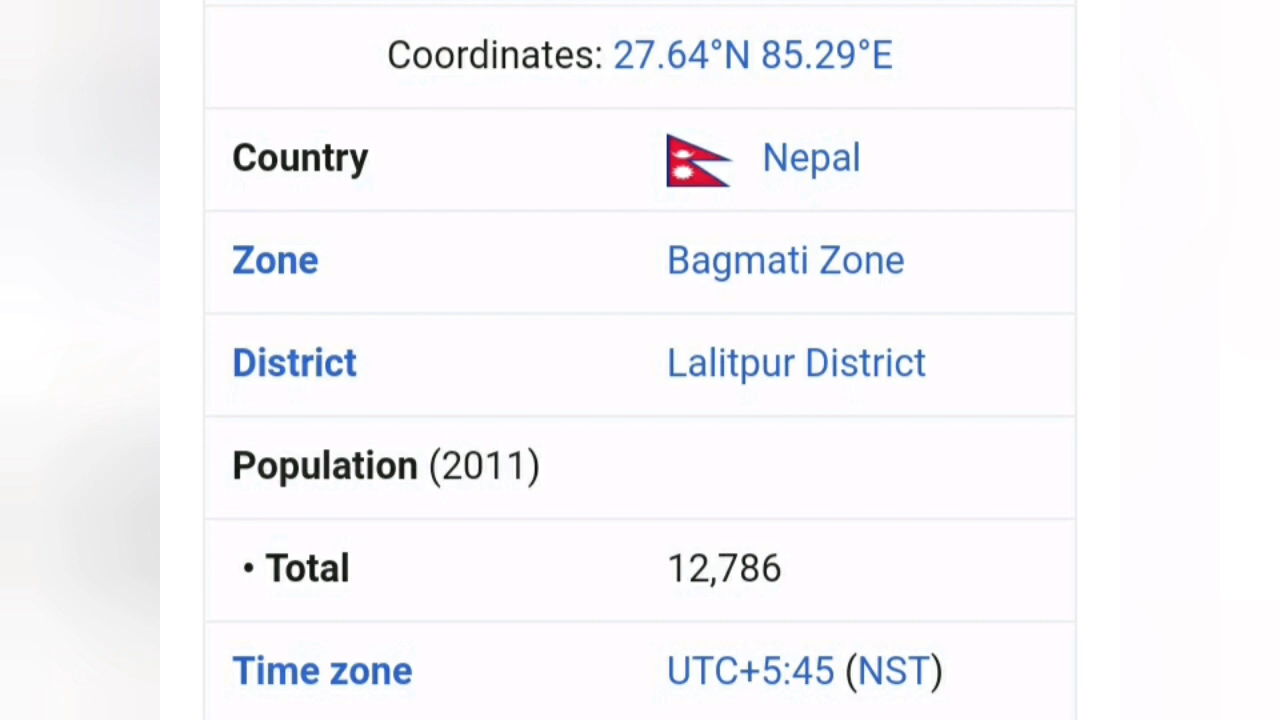 Coordinates: 27.64°N 85.29°E
Country Nepal
Zone Bagmati Zone
District Lalitpur District
Population (2011)
• Total 12,786
Time zone UTC+5:45 (NST)